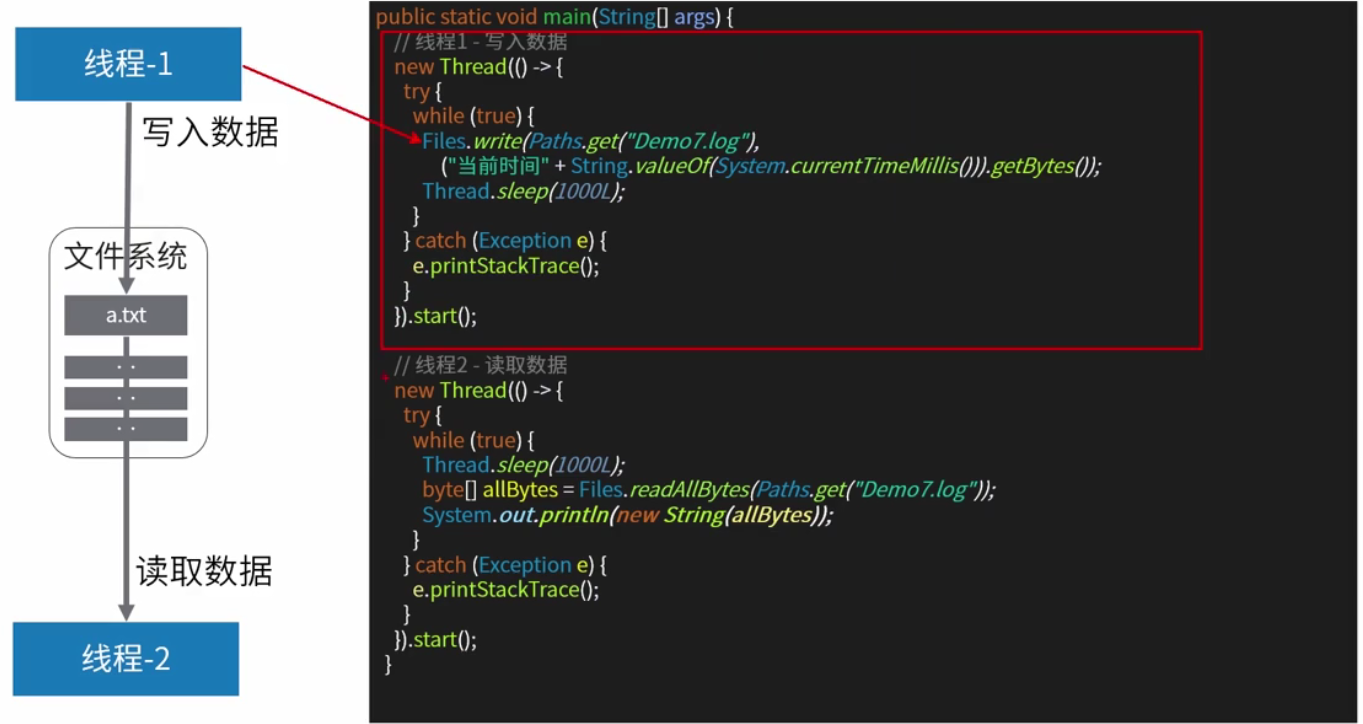 线程-1
写入数据
文件系统
a.txt
. .
. .
. .
读取数据
线程-2
public static void main(String[] args) {
// 线程1 - 写入数据
new Thread(() -> {
try {
while (true) {
Files.write(Paths.get("Demo7.log"),
("当前时间" + String.valueOf(System.currentTimeMillis())).getBytes());
Thread.sleep(1000L);
}
} catch (Exception e) {
e.printStackTrace();
}
}).start();
// 线程2 - 读取数据
new Thread(() -> {
try {
while (true) {
Thread.sleep(1000L);
byte[] allBytes = Files.readAllBytes(Paths.get("Demo7.log"));
System.out.println(new String(allBytes));
}
} catch (Exception e) {
e.printStackTrace();
}
}).start();
}